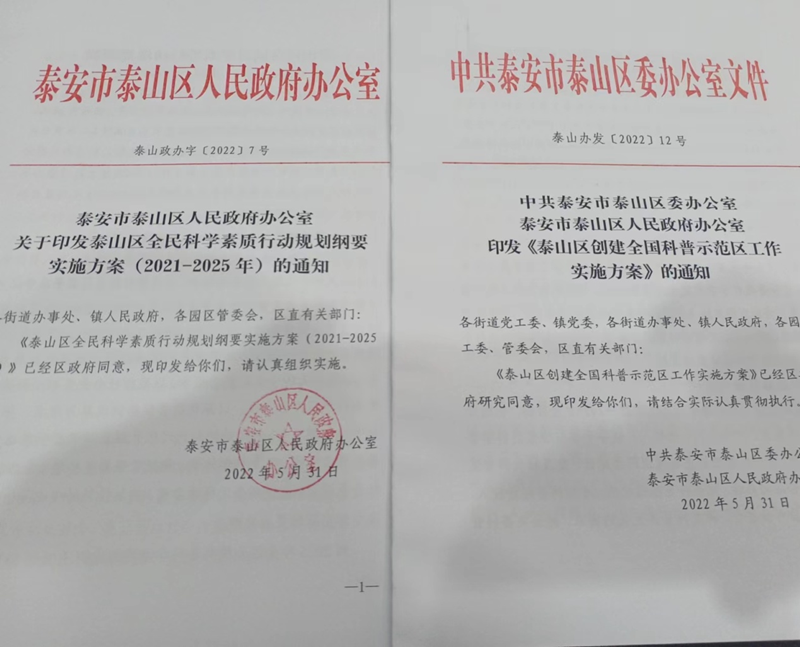 泰安市泰山区人民政府办公室
泰山政办字〔2022〕7号
泰安市泰山区人民政府办公室
关于印发泰山区全民科学素质行动规划纲要
实施方案（2021-2025年）的通知
各街道办事处、镇人民政府，各园区管委会，区直有关部门：
《泰山区全民科学素质行动规划纲要实施方案（2021-2025
）》已经区政府同意，现印发给你们，请认真组织实施。
泰安市泰山区人民政府办公室
2022年5月31日
泰安市泰山区人民政府
办公室
—1—
中共泰安市泰山区委办公室文件
泰山办发〔2022〕12号
中共泰安市泰山区委办公室
泰安市泰山区人民政府办公室
印发《泰山区创建全国科普示范区工作
实施方案》的通知
各街道党工委、镇党委，各街道办事处、镇人民政府，各园
工委、管委会，区直有关部门：
《泰山区创建全国科普示范区工作实施方案》已经区
府研究同意，现印发给你们，请结合实际认真贯彻执行。
中共泰安市泰山区委办公
泰安市泰山区人民政府办
2022年5月31日